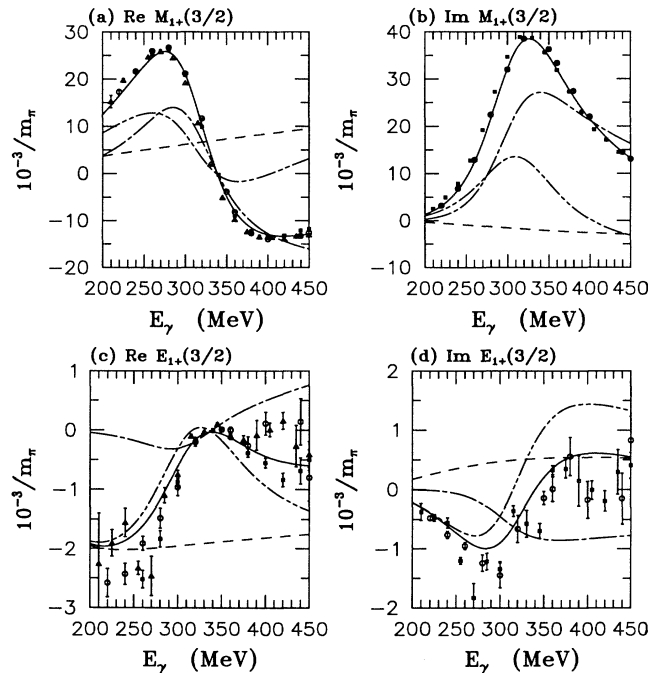 (a) Re M₁₊(3/2)
(b) Im M₁₊(3/2)
30
20
10
0
−10
−20
10⁻³/mπ
200 250 300 350 400 450
Eγ (MeV)
40
30
20
10
0
−10
10⁻³/mπ
200 250 300 350 400 450
Eγ (MeV)
(c) Re E₁₊(3/2)
(d) Im E₁₊(3/2)
1
0
−1
−2
−3
10⁻³/mπ
200 250 300 350 400 450
Eγ (MeV)
2
1
0
−1
−2
10⁻³/mπ
200 250 300 350 400 450
Eγ (MeV)